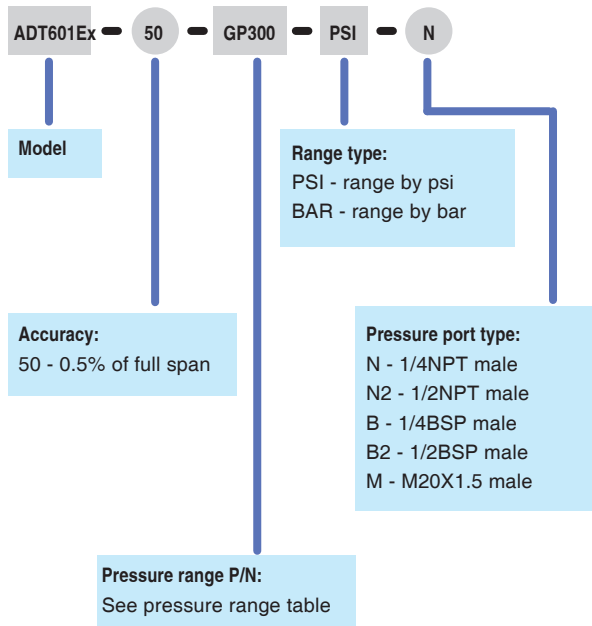 ADT601Ex 50 GP300 PSI N
Model
Range type:
PSI - range by psi
BAR - range by bar
Accuracy:
50 - 0.5% of full span
Pressure port type:
N - 1/4NPT male
N2 - 1/2NPT male
B - 1/4BSP male
B2 - 1/2BSP male
M - M20X1.5 male
Pressure range P/N:
See pressure range table